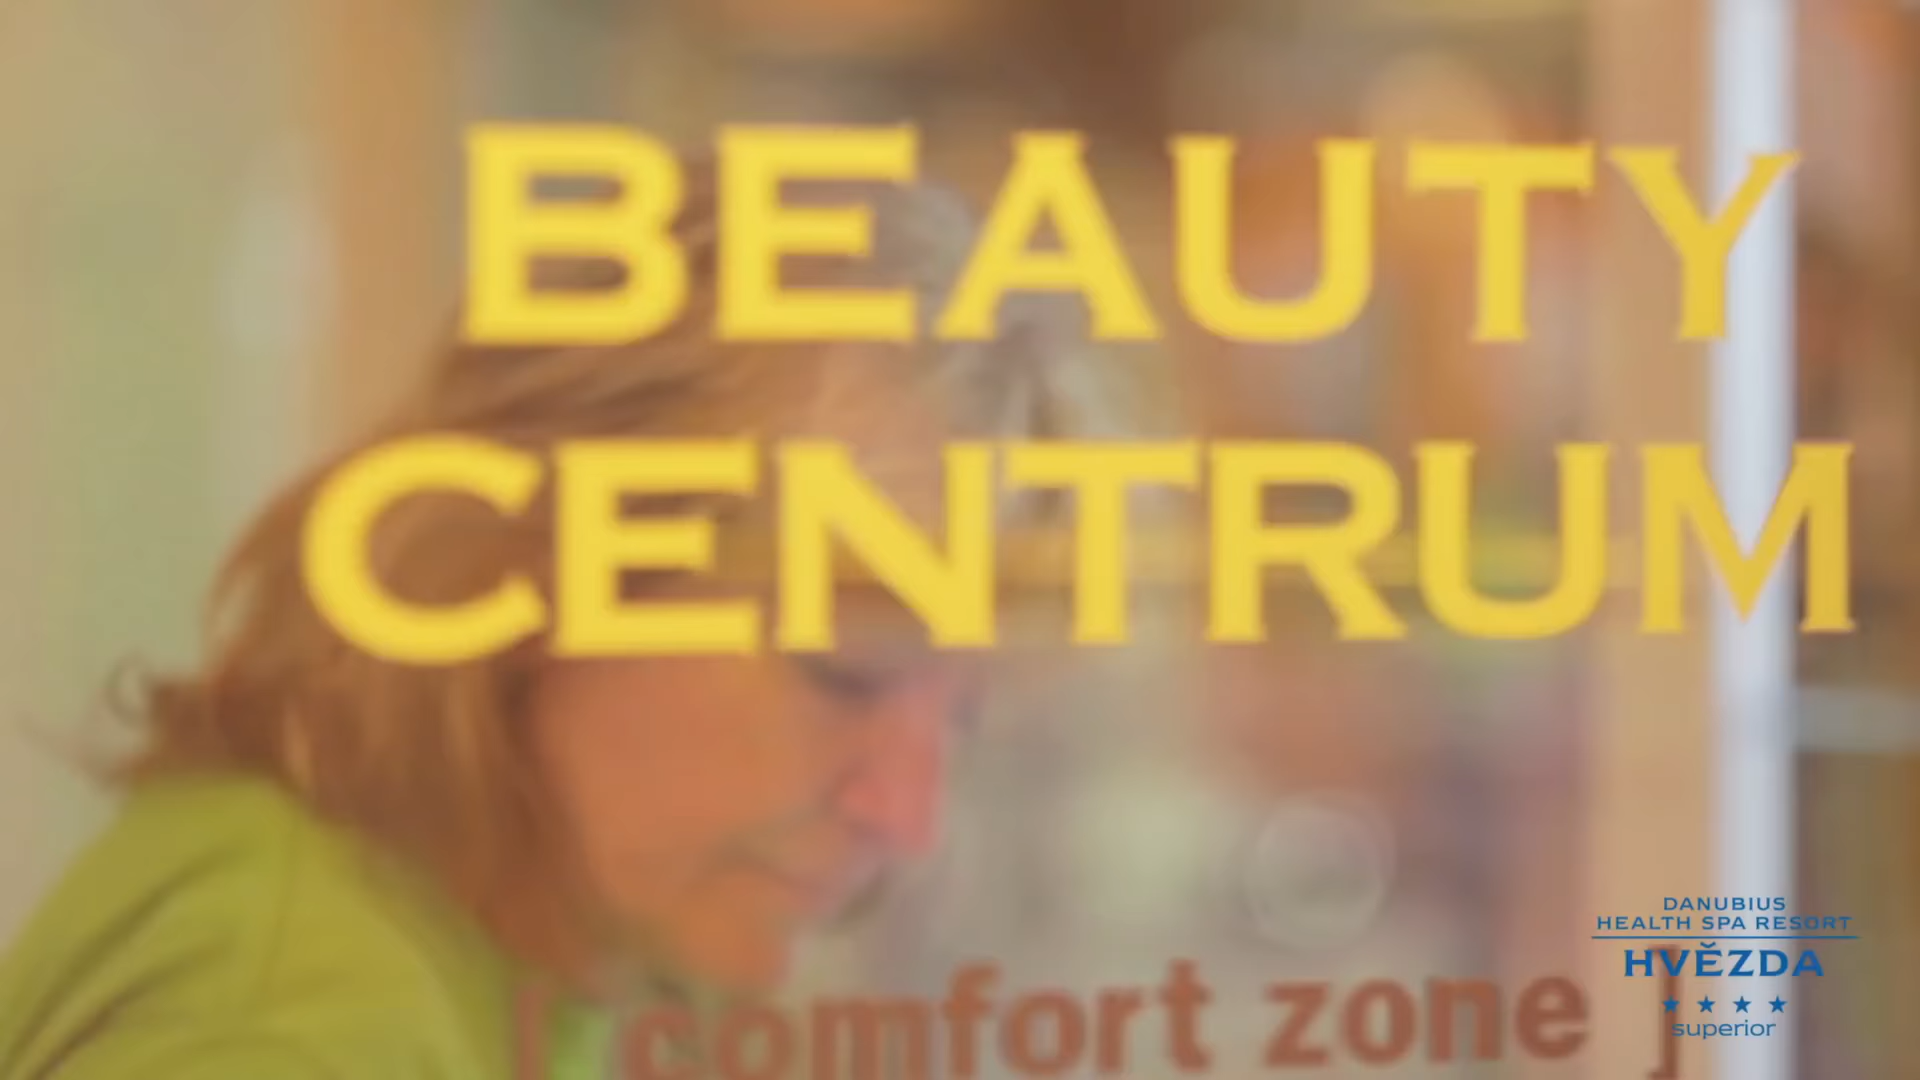 BEAUTY
CENTRUM
[ comfort zone ]
DANUBIUS
HEALTH SPA RESORT
HVĚZDA
★ ★ ★ ★
superior